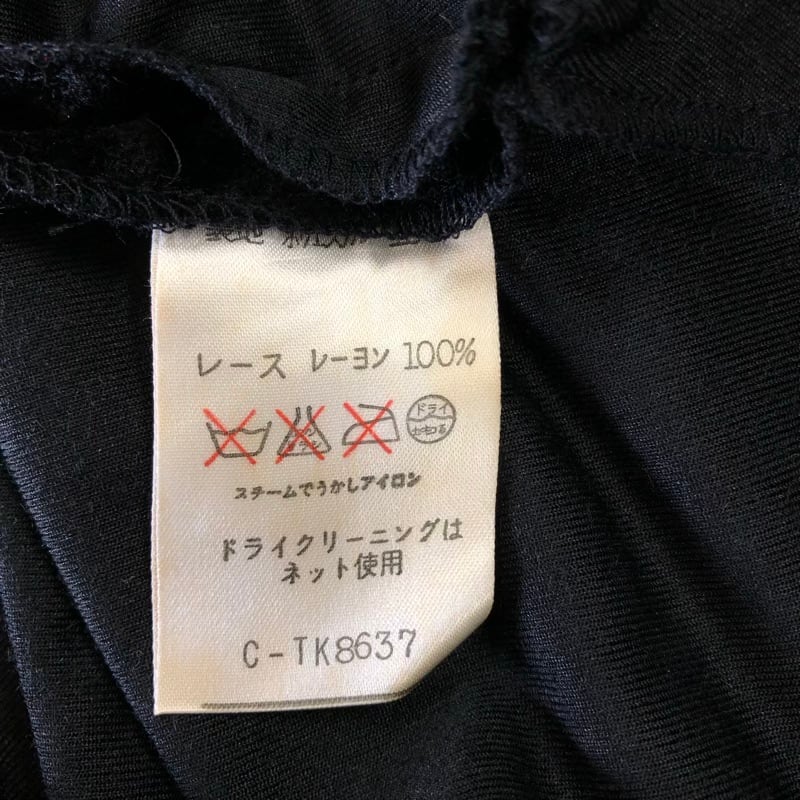 レース レーヨン 100%
ドライ セキユ系
スチームでうかしアイロン
ドライクリーニングは
ネット使用
C-TK8637